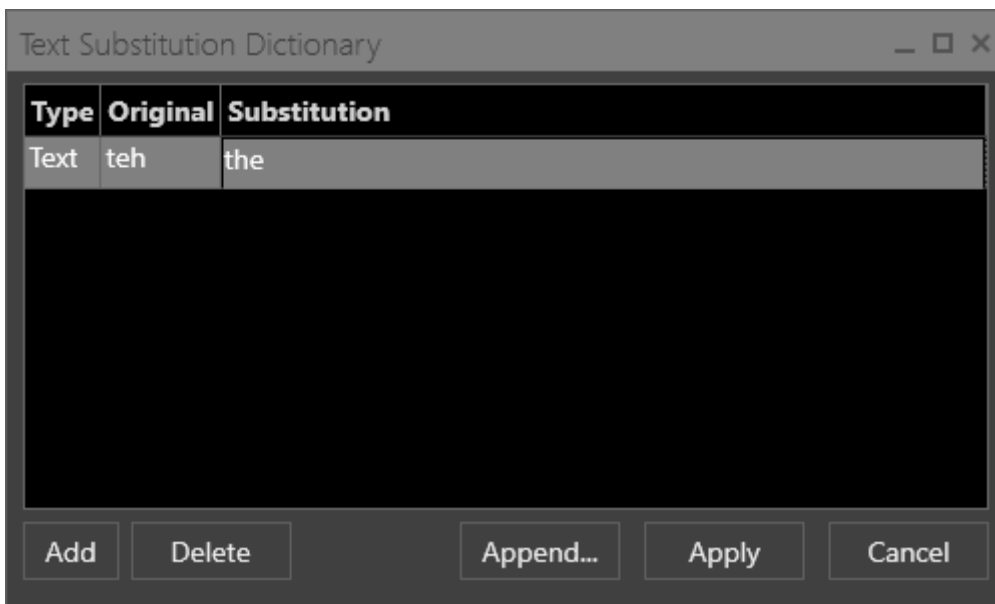 Text Substitution Dictionary
Type Original Substitution
Text teh the
Add Delete Append... Apply Cancel